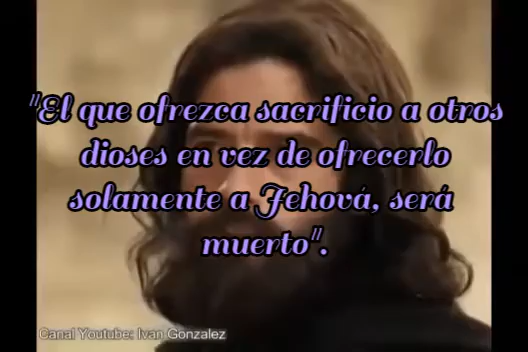 "El que ofrezca sacrificio a otros
dioses en vez de ofrecerlo
solamente a Jehová, será
muerto".
Canal Youtube: Ivan Gonzalez